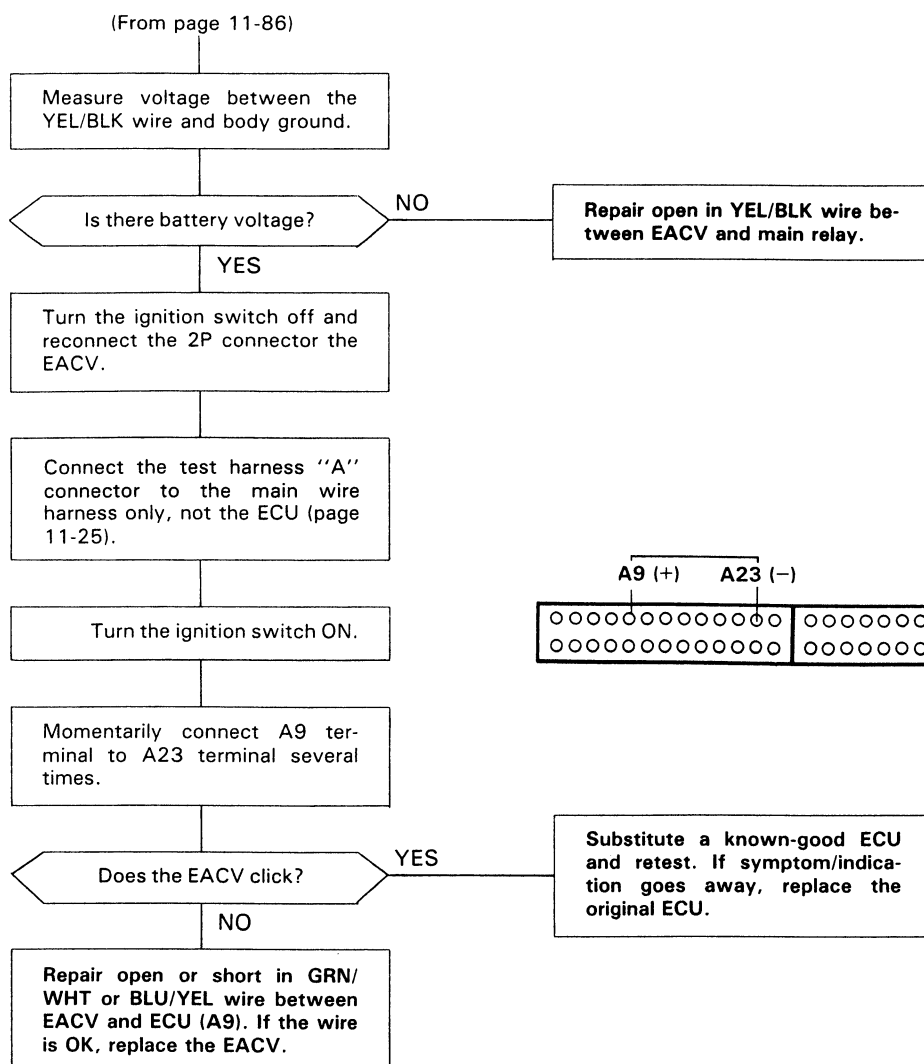 (From page 11-86)
Measure voltage between the
YEL/BLK wire and body ground.
Is there battery voltage?
NO
Repair open in YEL/BLK wire be-
tween EACV and main relay.
YES
Turn the ignition switch off and
reconnect the 2P connector the
EACV.
Connect the test harness ‘‘A’’
connector to the main wire
harness only, not the ECU (page
11-25).
A9 (+) A23 (−)
Turn the ignition switch ON.
Momentarily connect A9 ter-
minal to A23 terminal several
times.
Does the EACV click?
YES
Substitute a known-good ECU
and retest. If symptom/indica-
tion goes away, replace the
original ECU.
NO
Repair open or short in GRN/
WHT or BLU/YEL wire between
EACV and ECU (A9). If the wire
is OK, replace the EACV.